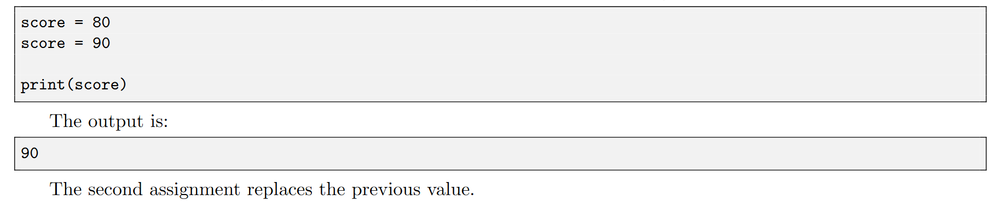 score = 80
score = 90
print(score)
The output is:
90
The second assignment replaces the previous value.